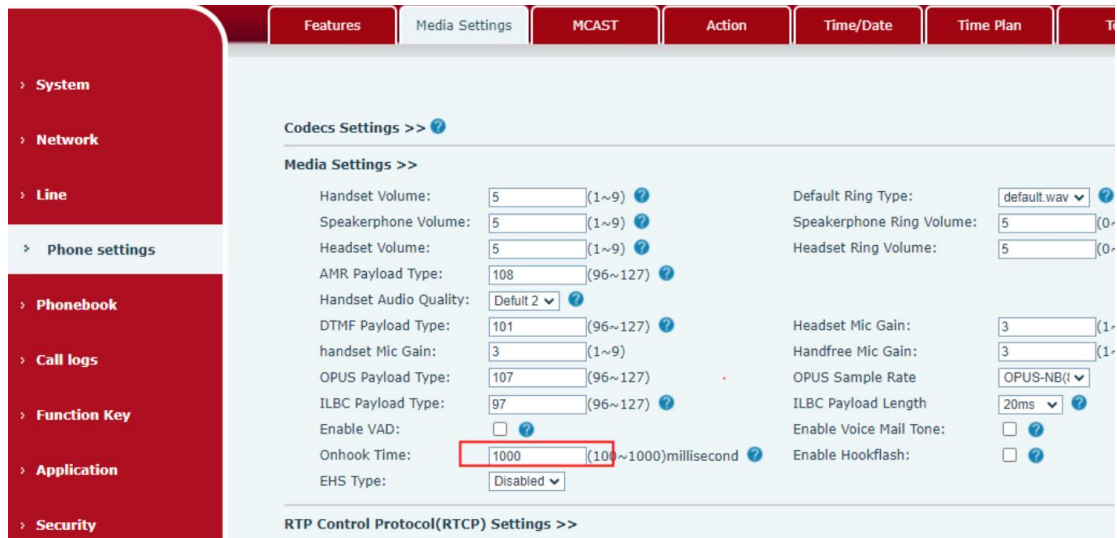 Features Media Settings MCAST Action Time/Date Time Plan
System
Network
Line
Phone settings
Phonebook
Call logs
Function Key
Application
Security
Codecs Settings >> ?
Media Settings >>
Handset Volume: 5 (1~9) ? Default Ring Type: default.wav ?
Speakerphone Volume: 5 (1~9) ? Speakerphone Ring Volume: 5 (0~
Headset Volume: 5 (1~9) ? Headset Ring Volume: 5 (0~
AMR Payload Type: 108 (96~127) ?
Handset Audio Quality: Defult 2 ?
DTMF Payload Type: 101 (96~127) ? Headset Mic Gain: 3 (1~
handset Mic Gain: 3 (1~9) Handfree Mic Gain: 3 (1~
OPUS Payload Type: 107 (96~127) OPUS Sample Rate OPUS-NB(
ILBC Payload Type: 97 (96~127) ? ILBC Payload Length 20ms ?
Enable VAD: ? Enable Voice Mail Tone: ?
Onhook Time: 1000 (100~1000)millisecond ? Enable Hookflash: ?
EHS Type: Disabled
RTP Control Protocol(RTCP) Settings >>